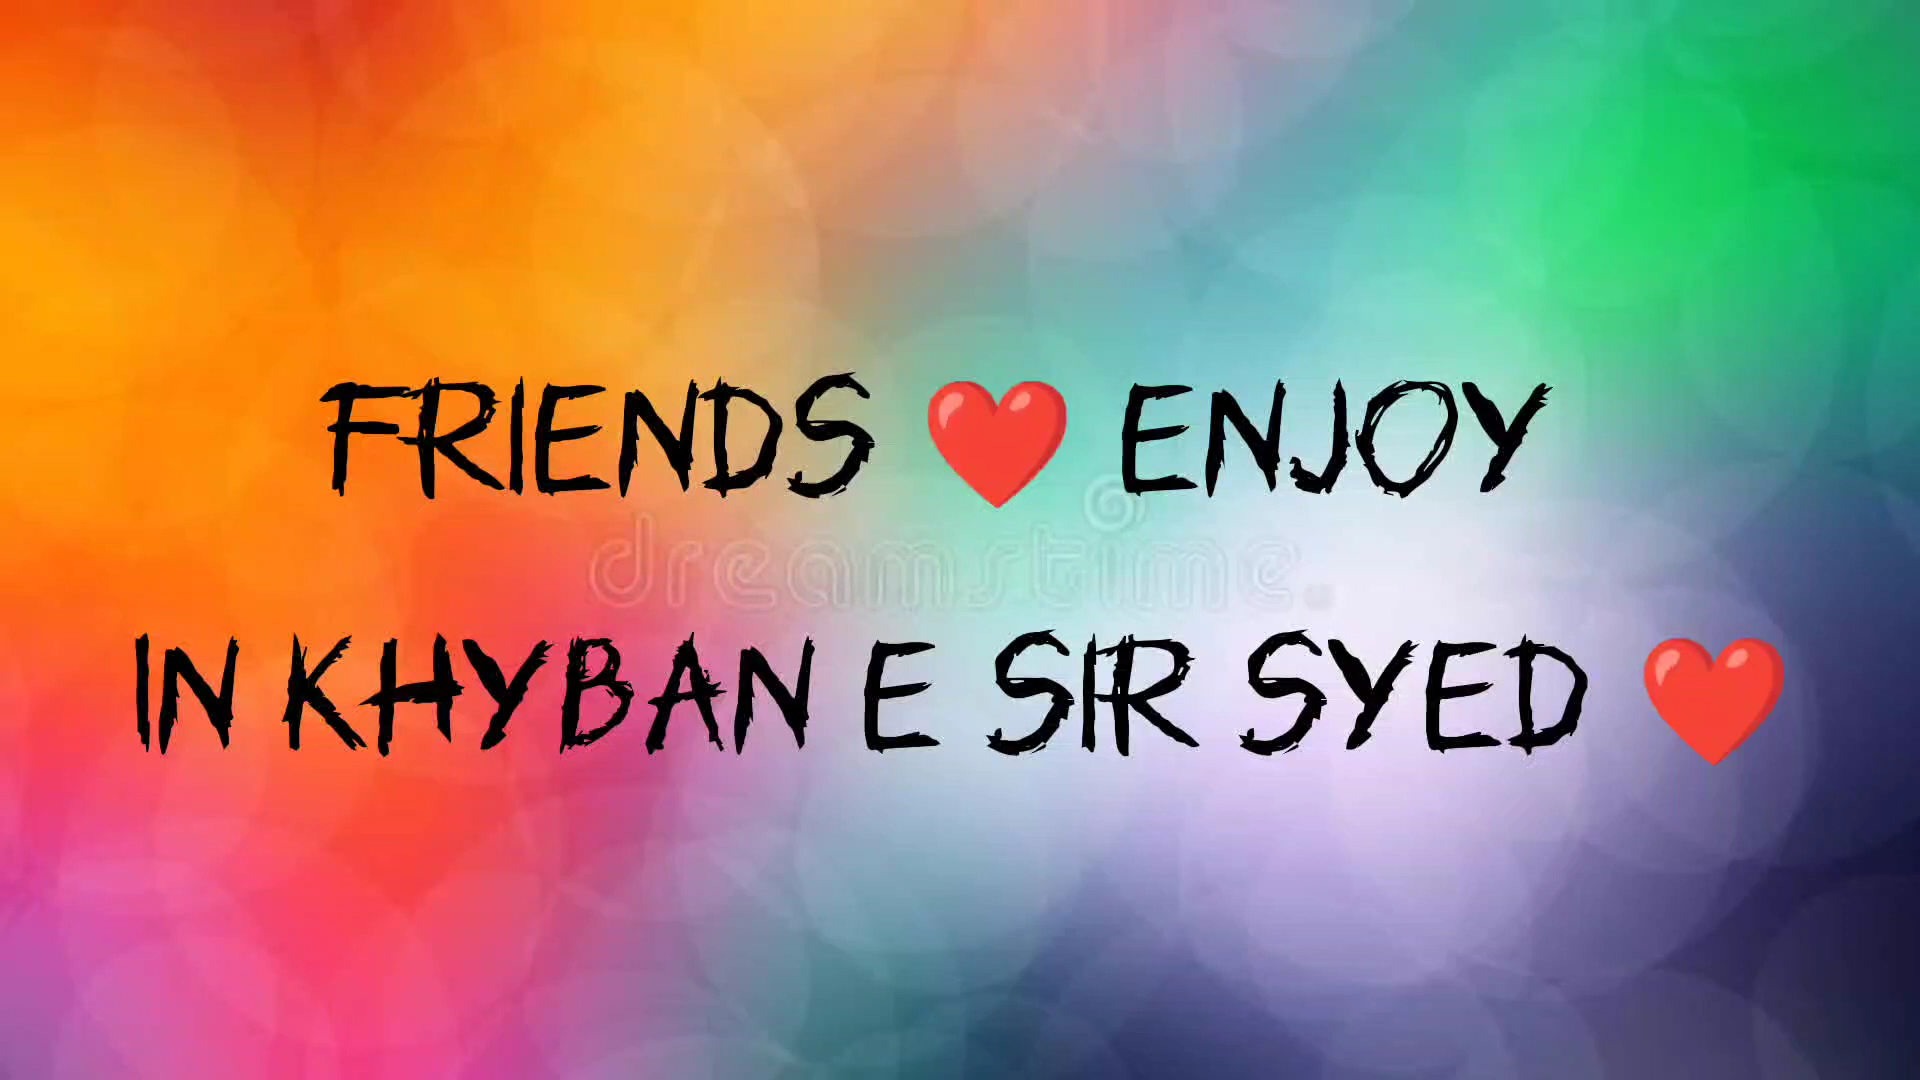 FRIENDS ❤️ ENJOY
dreamstime.
IN KHYBAN E SIR SYED ❤️